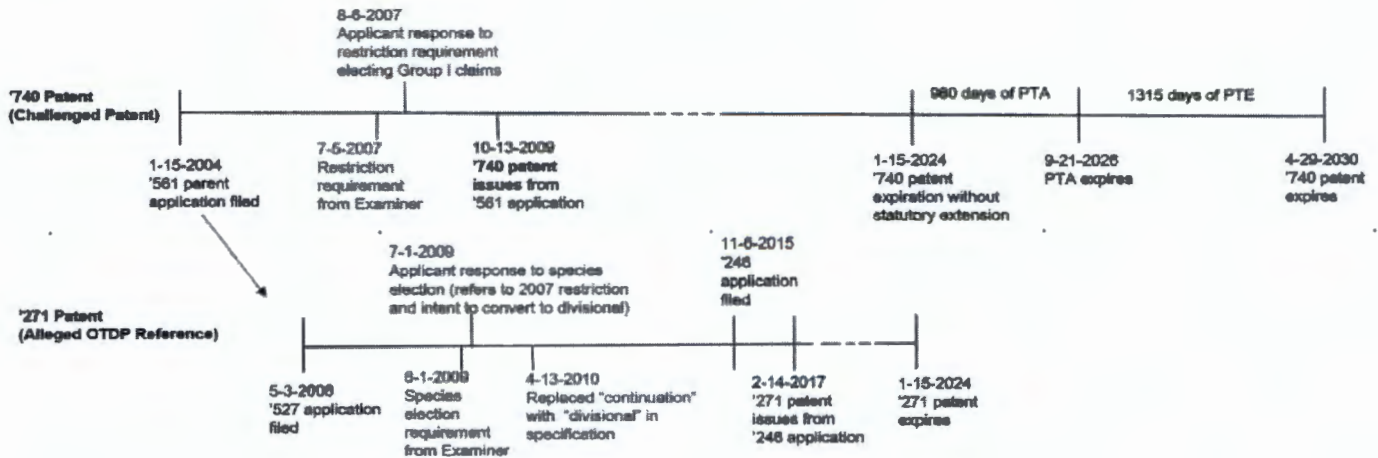 8-6-2007
Applicant response to
restriction requirement
electing Group I claims
'740 Patent
(Challenged Patent)
980 days of PTA
1315 days of PTE
1-15-2004
'561 parent
application filed
7-5-2007
Restriction
requirement
from Examiner
10-13-2009
'740 patent
issues from
'561 application
1-15-2024
'740 patent
expiration without
statutory extension
9-21-2026
PTA expires
4-29-2030
'740 patent
expires
7-1-2009
Applicant response to species
election (refers to 2007 restriction
and intent to convert to divisional)
11-6-2015
'246
application
filed
'271 Patent
(Alleged OTDP Reference)
5-3-2008
'527 application
filed
6-1-2009
Species
election
requirement
from Examiner
4-13-2010
Replaced "continuation"
with "divisional" in
specification
2-14-2017
'271 patent
issues from
'246 application
1-15-2024
'271 patent
expires